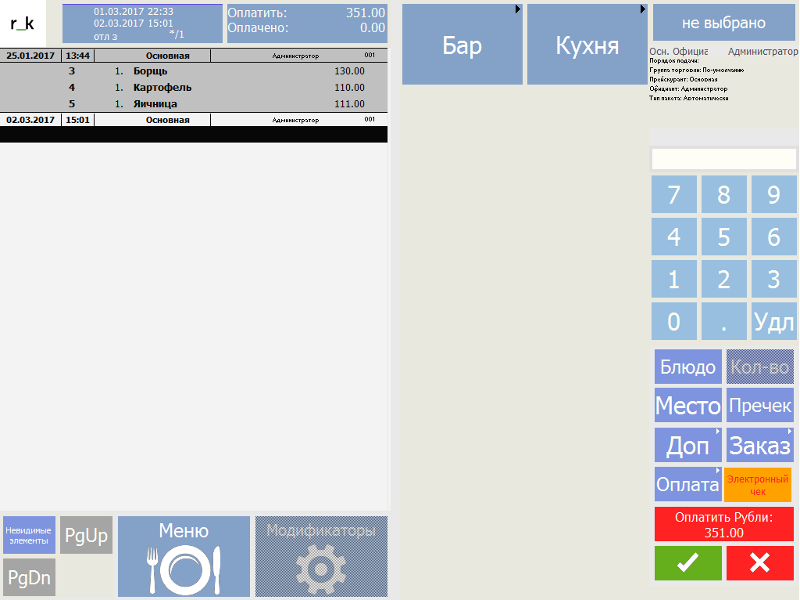 r_k
01.03.2017 22:33
02.03.2017 15:01
отл з */1
Оплатить: 351.00
Оплачено: 0.00
25.01.2017 13:44 Основная Администратор 001
3 1. Борщь 130.00
4 1. Картофель 110.00
5 1. Яичница 111.00
02.03.2017 15:01 Основная Администратор 001
Невидимые
элементы
PgUp
PgDn
Меню
Модификаторы
Бар
Кухня
не выбрано
Осн. Официа Администратор
Порядок подачи:
Группа торговая: По-умолчанию
Прейскурант: Основная
Официант: Администратор
Тип пакета: Автоматически
7 8 9
4 5 6
1 2 3
0 . Удл
Блюдо Кол-во
Место Пречек
Доп Заказ
Оплата
Электронный
чек
Оплатить Рубли:
351.00